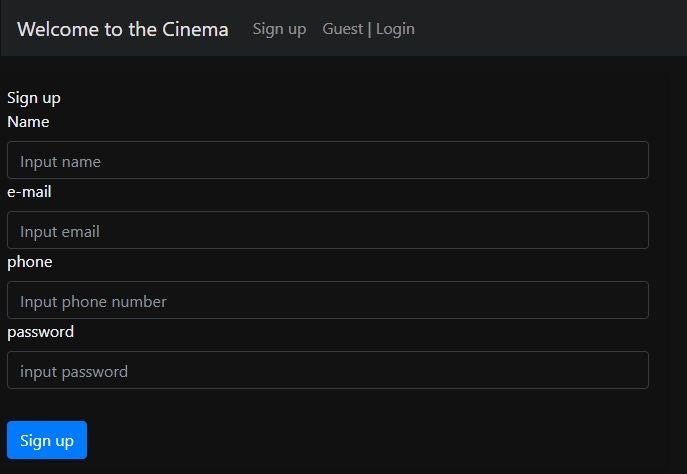 Welcome to the Cinema Sign up Guest | Login
Sign up
Name
Input name
e-mail
Input email
phone
Input phone number
password
input password
Sign up